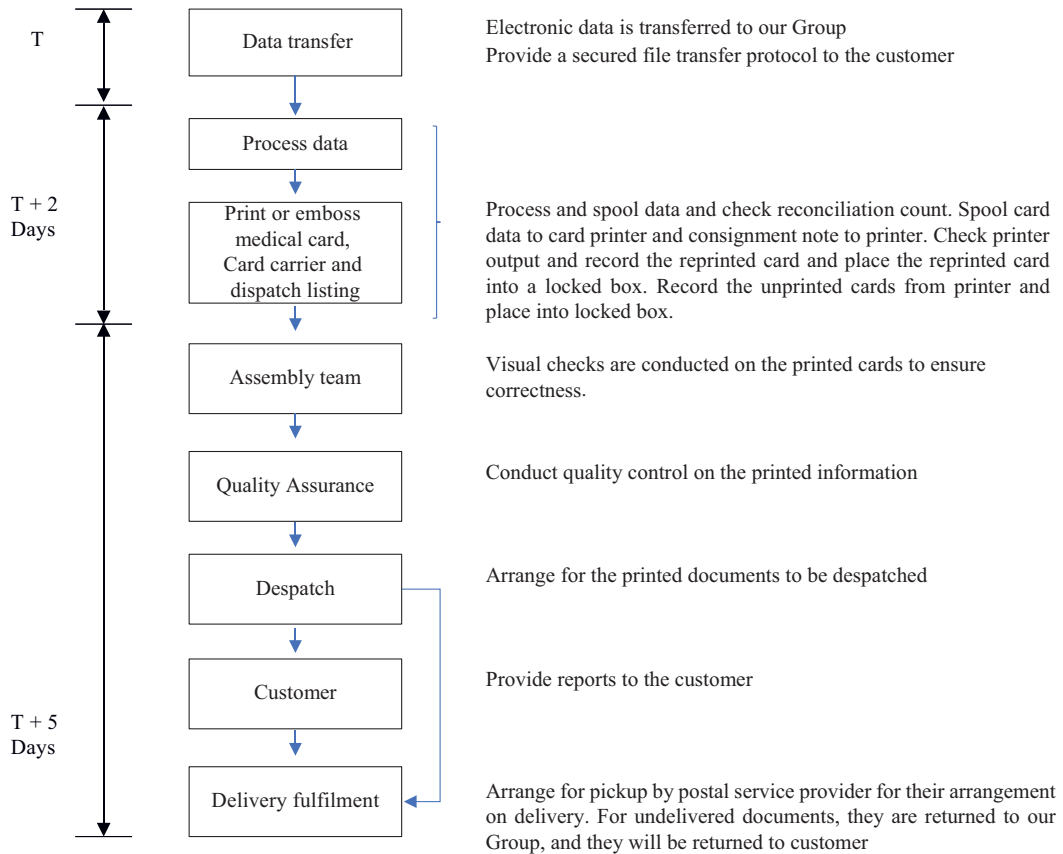 T
Data transfer
Electronic data is transferred to our Group
Provide a secured file transfer protocol to the customer
T + 2
Days
Process data
Print or emboss
medical card,
Card carrier and
dispatch listing
Process and spool data and check reconciliation count. Spool card
data to card printer and consignment note to printer. Check printer
output and record the reprinted card and place the reprinted card
into a locked box. Record the unprinted cards from printer and
place into locked box.
Assembly team
Visual checks are conducted on the printed cards to ensure
correctness.
Quality Assurance
Conduct quality control on the printed information
Despatch
Arrange for the printed documents to be despatched
Customer
Provide reports to the customer
T + 5
Days
Delivery fulfilment
Arrange for pickup by postal service provider for their arrangement
on delivery. For undelivered documents, they are returned to our
Group, and they will be returned to customer